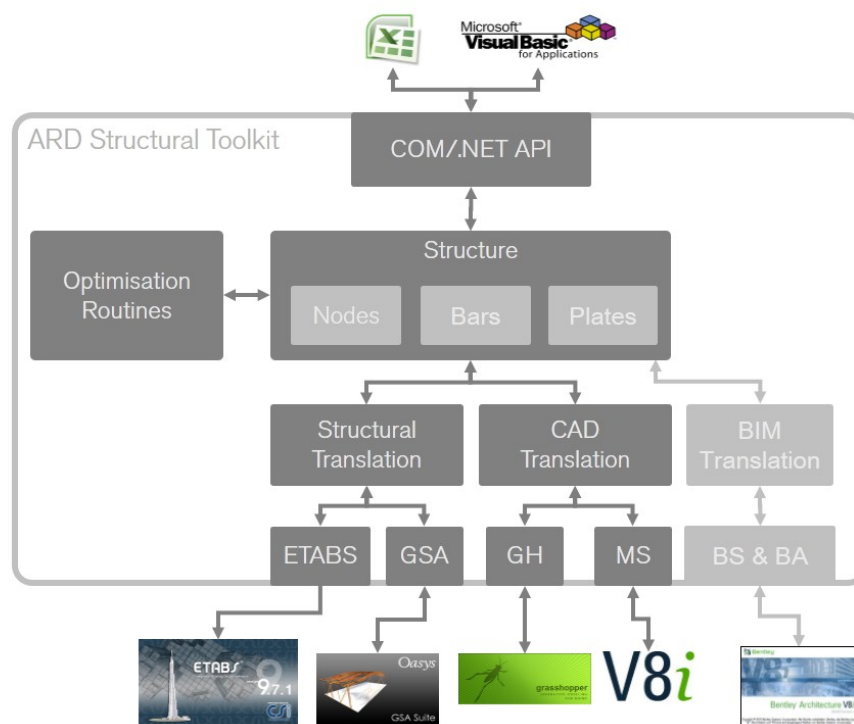 Microsoft®
Visual Basic®
for Applications
ARD Structural Toolkit
COM/.NET API
Optimisation
Routines
Structure
Nodes
Bars
Plates
Structural
Translation
CAD
Translation
BIM
Translation
ETABS
GSA
GH
MS
BS & BA
ETABS
9
9.7.1
CSI
Oasys
GSA Suite
grasshopper
V8i
Bentley
Bentley Architecture V8i